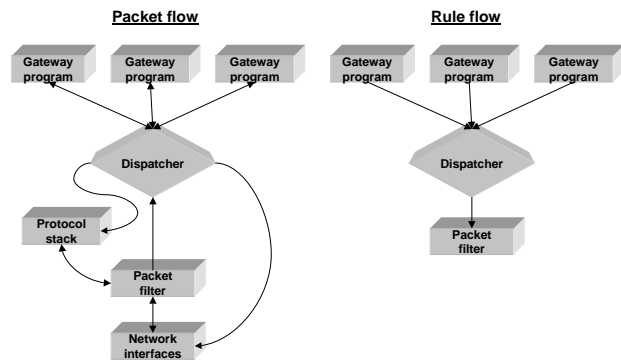 Packet flow
Rule flow
Gateway
program
Gateway
program
Gateway
program
Gateway
program
Gateway
program
Gateway
program
Dispatcher
Dispatcher
Protocol
stack
Packet
filter
Packet
filter
Network
interfaces